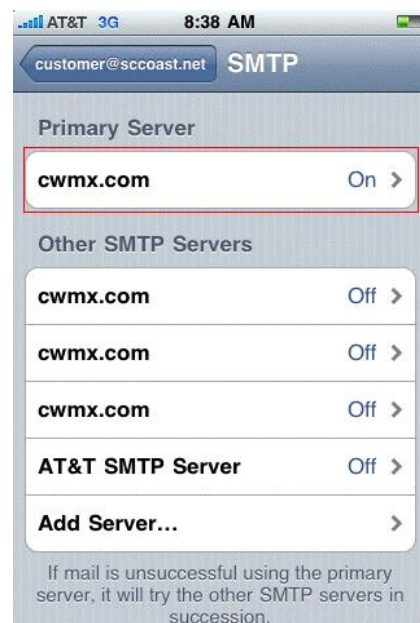 AT&T 3G 8:38 AM
customer@sccoast.net SMTP
Primary Server
cwmx.com On
Other SMTP Servers
cwmx.com Off
cwmx.com Off
cwmx.com Off
AT&T SMTP Server Off
Add Server...
If mail is unsuccessful using the primary
server, it will try the other SMTP servers in
succession.